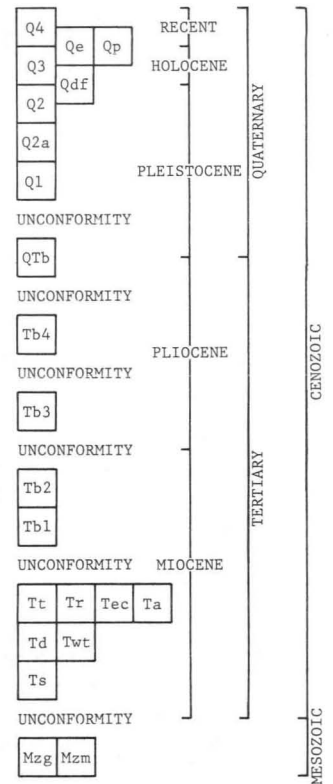 Q4 RECENT
Qe Qp
Q3 HOLOCENE
Qdf
Q2
Q2a
Q1 PLEISTOCENE
QUATERNARY
UNCONFORMITY
QTb
UNCONFORMITY
Tb4 PLIOCENE
UNCONFORMITY
CENOZOIC
Tb3
UNCONFORMITY
Tb2
TERTIARY
Tb1
UNCONFORMITY MIOCENE
Tt Tr Tec Ta
Td Twt
Ts
UNCONFORMITY
MESOZOIC
Mzg Mzm